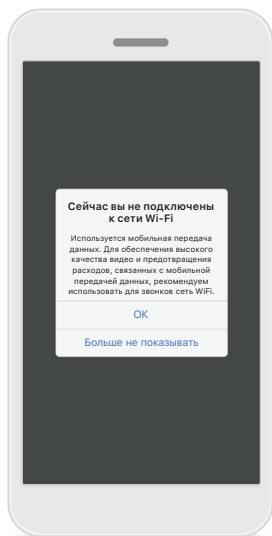 Сейчас вы не подключены
к сети Wi-Fi
Используется мобильная передача
данных. Для обеспечения высокого
качества видео и предотвращения
расходов, связанных с мобильной
передачей данных, рекомендуем
использовать для звонков сеть WiFi.
OK
Больше не показывать